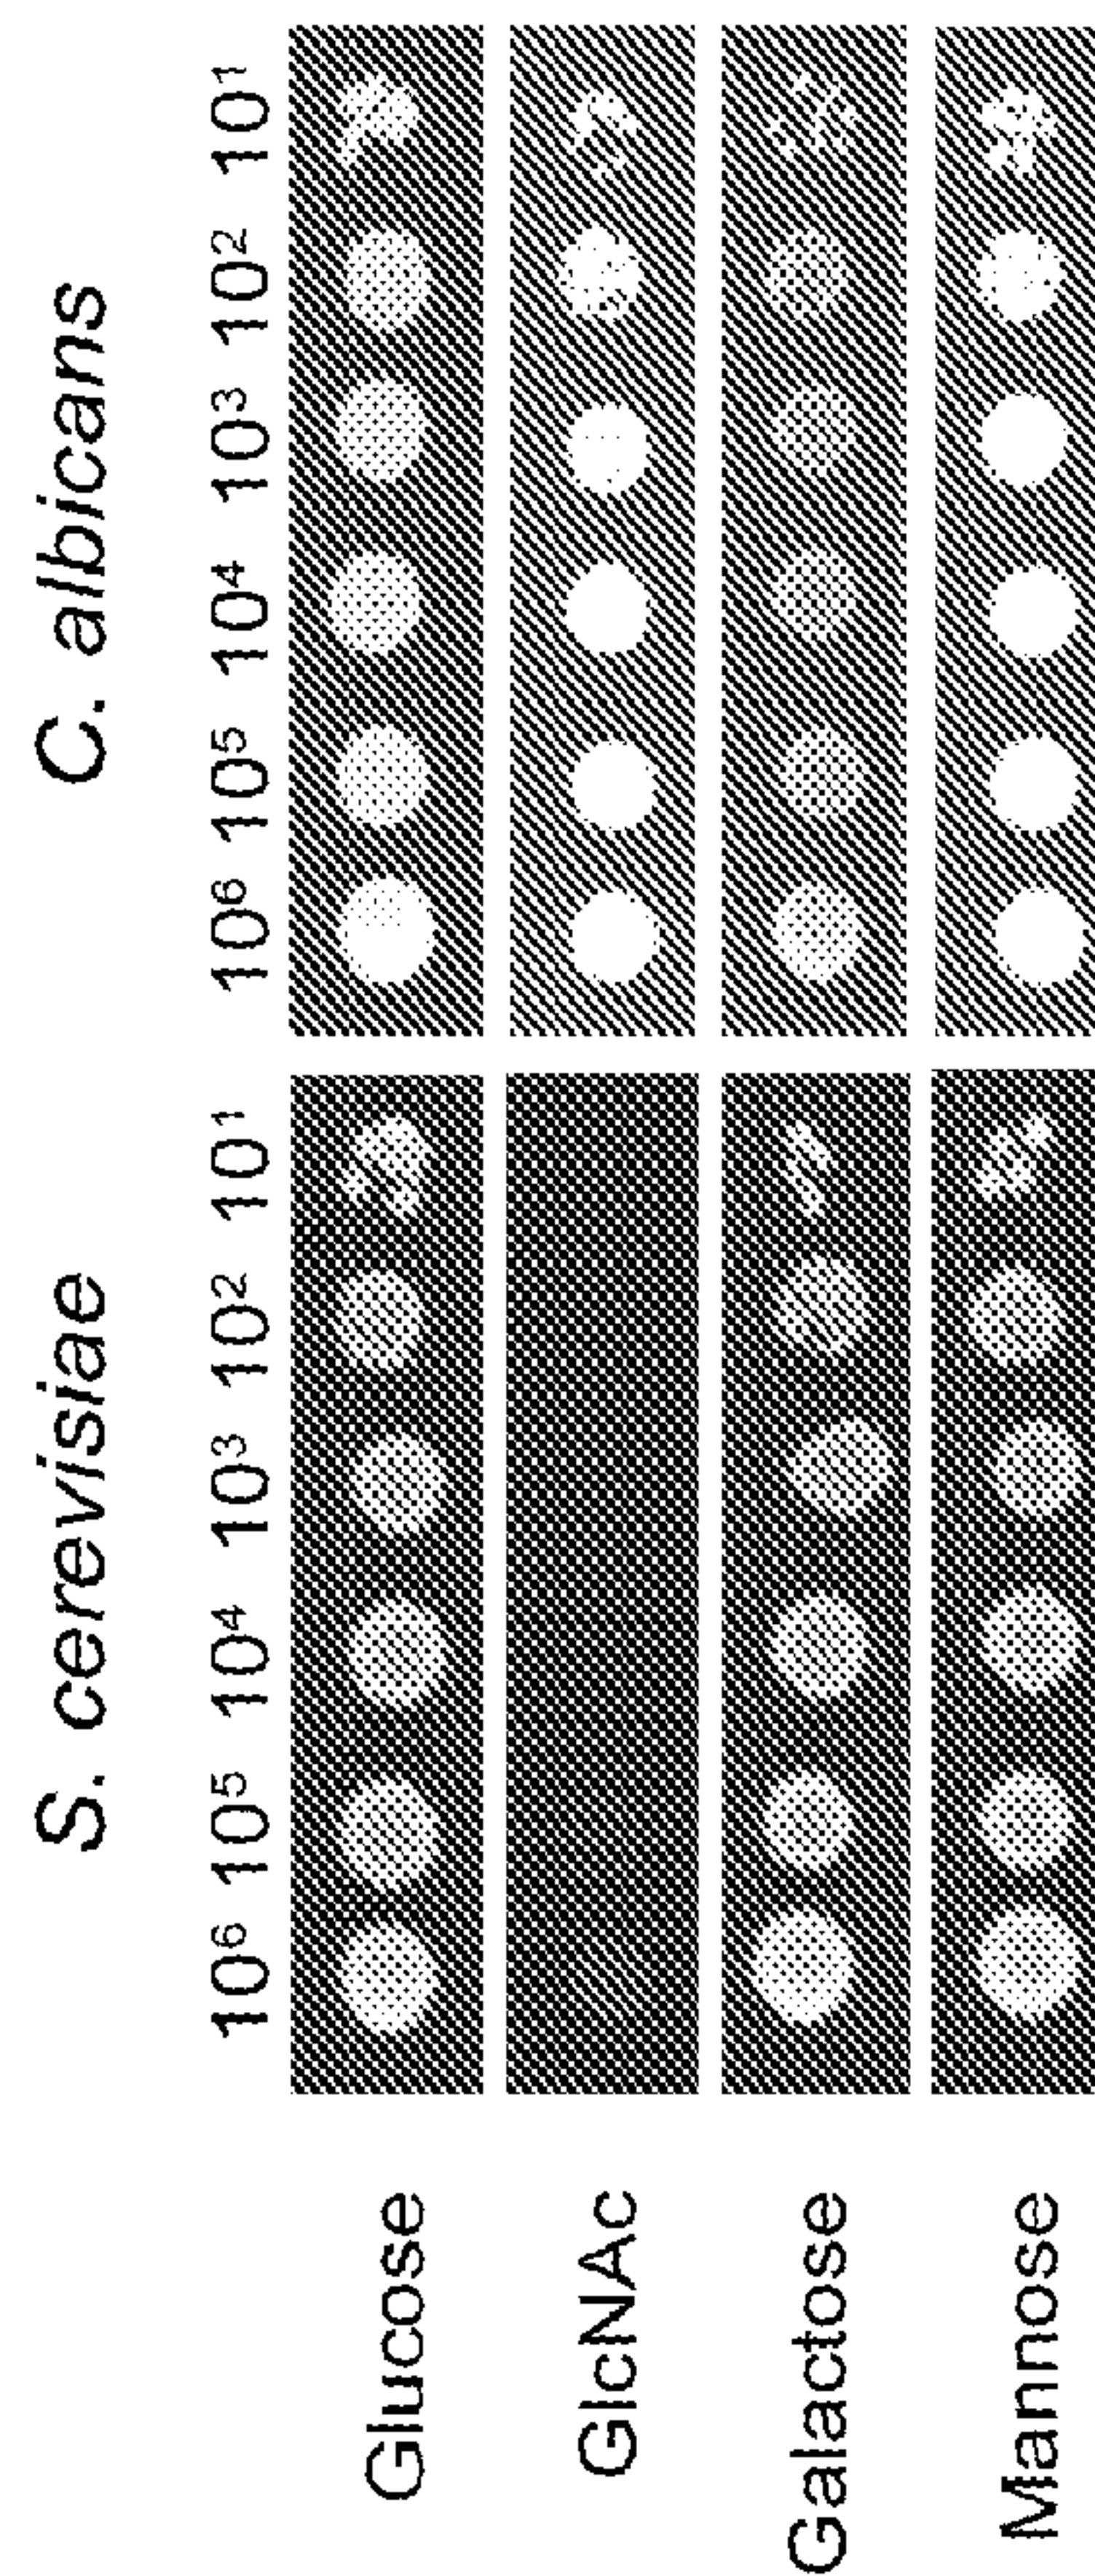 S. cerevisiae C. albicans
10⁶ 10⁵ 10⁴ 10³ 10² 10¹ 10⁶ 10⁵ 10⁴ 10³ 10² 10¹
Glucose
GlcNAc
Galactose
Mannose